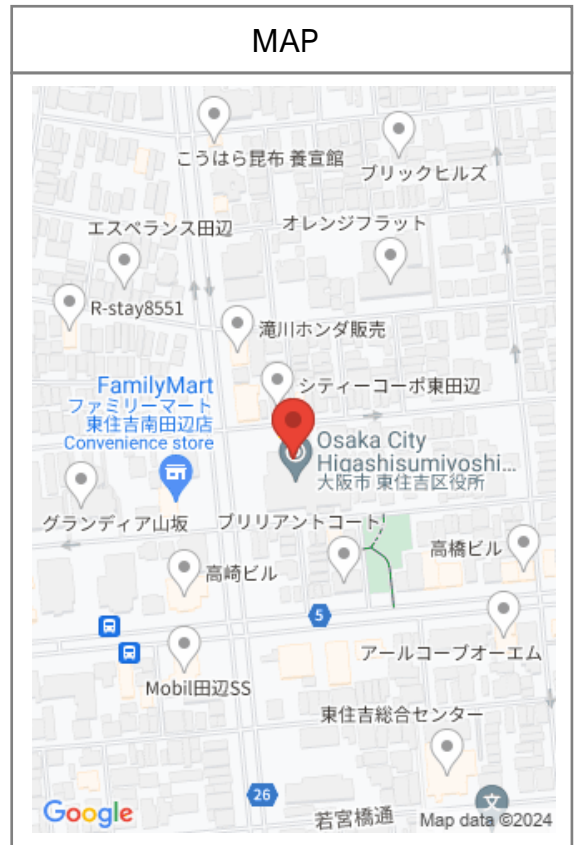 MAP
こうはら昆布 養宣館
ブリックヒルズ
エスペランス田辺
オレンジフラット
R-stay8551
滝川ホンダ販売
FamilyMart
ファミリーマート
東住吉南田辺店
Convenience store
シティーコーポ東田辺
Osaka City
Higashisumiyoshi...
大阪市 東住吉区役所
グランディア山坂
ブリリアントコートI
高橋ビル
高崎ビル
5
アールコーブオーエム
Mobil田辺SS
東住吉総合センター
26
文
Google
若宮橋通
Map data ©2024